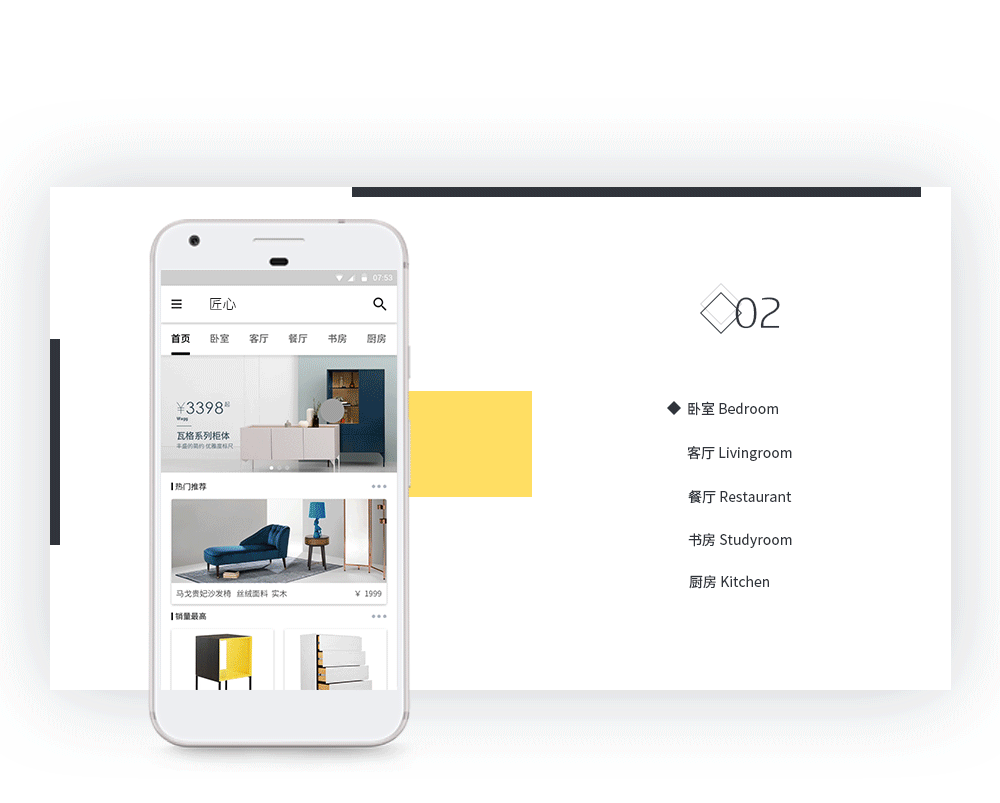 07:53
匠心
首页 卧室 客厅 餐厅 书房 厨房
¥3398起
瓦格系列柜体
热门推荐
马戈贵妃沙发椅 丝绒面料 实木 ¥ 1999
销量最高
02
卧室 Bedroom
客厅 Livingroom
餐厅 Restaurant
书房 Studyroom
厨房 Kitchen